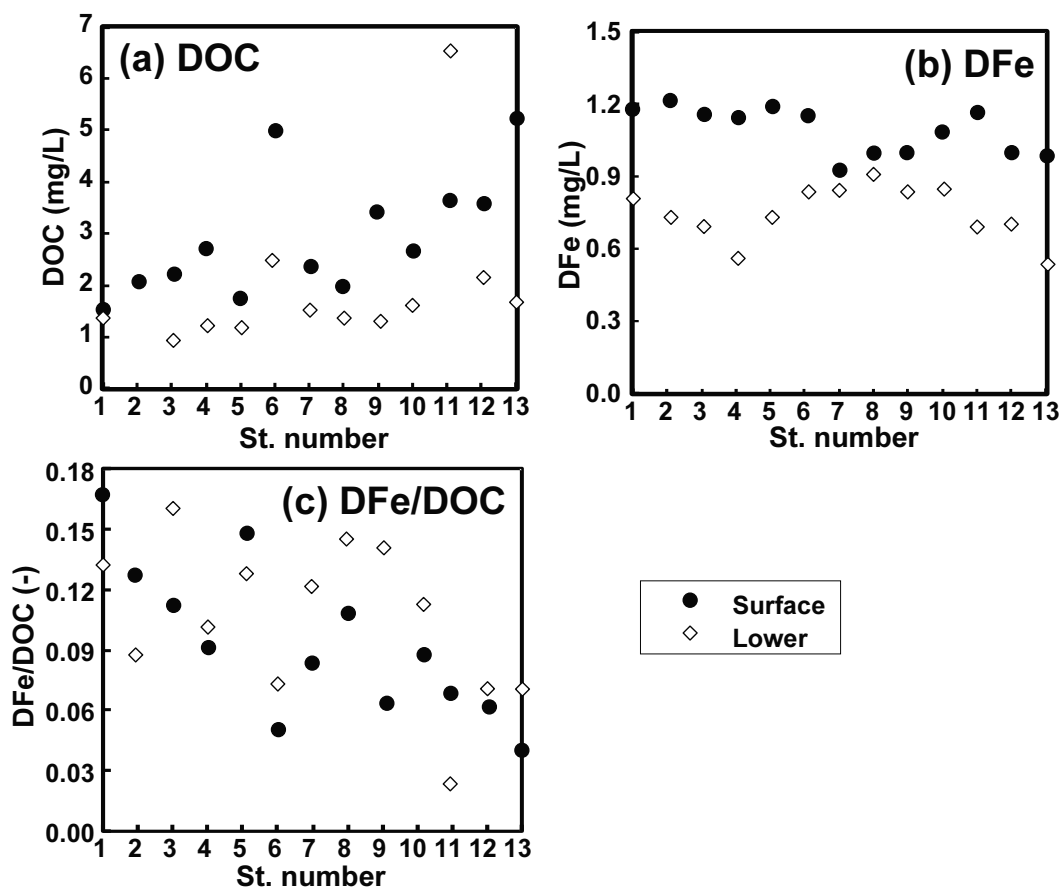 (a) DOC
DOC (mg/L)
7
6
5
4
3
2
1
0
1 2 3 4 5 6 7 8 9 10 11 12 13
St. number
(b) DFe
DFe (mg/L)
1.5
1.2
0.9
0.6
0.3
0.0
1 2 3 4 5 6 7 8 9 10 11 12 13
St. number
(c) DFe/DOC
DFe/DOC (-)
0.18
0.15
0.12
0.09
0.06
0.03
0.00
1 2 3 4 5 6 7 8 9 10 11 12 13
St. number
Surface
Lower